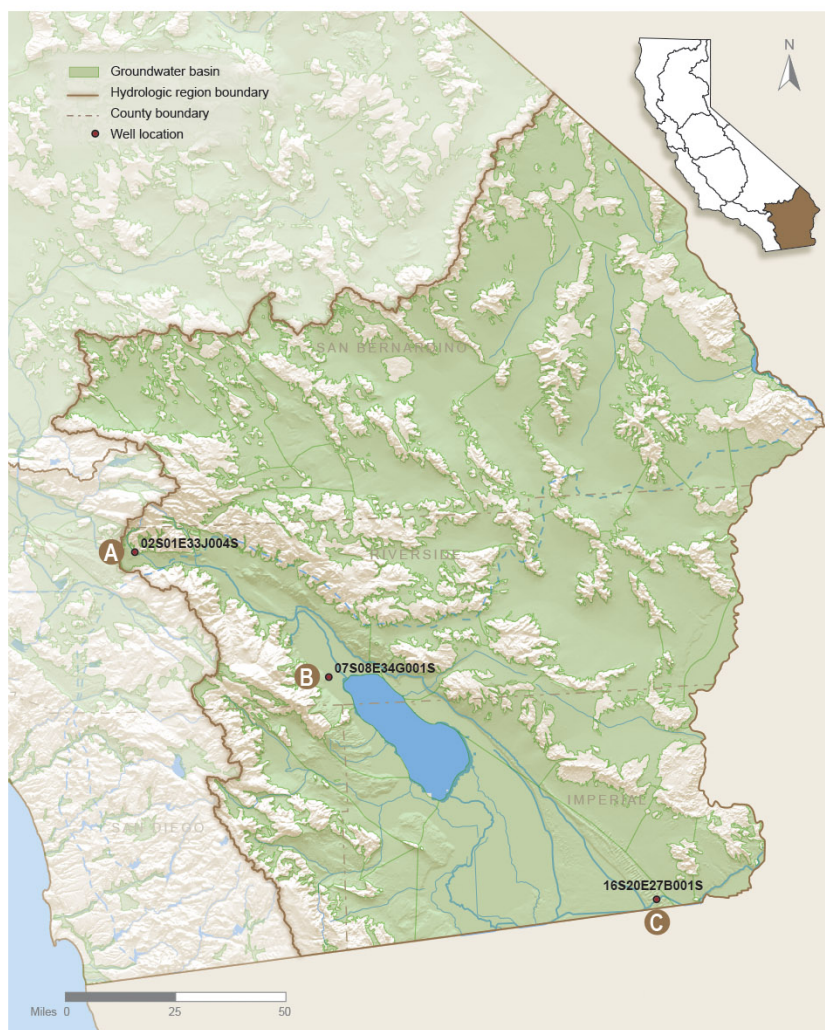 Groundwater basin
Hydrologic region boundary
County boundary
Well location
N
SAN BERNARDINO
A
02S01E33J004S
RIVERSIDE
B
07S08E34G001S
IMPERIAL
SAN DIEGO
16S20E27B001S
C
Miles 0 25 50